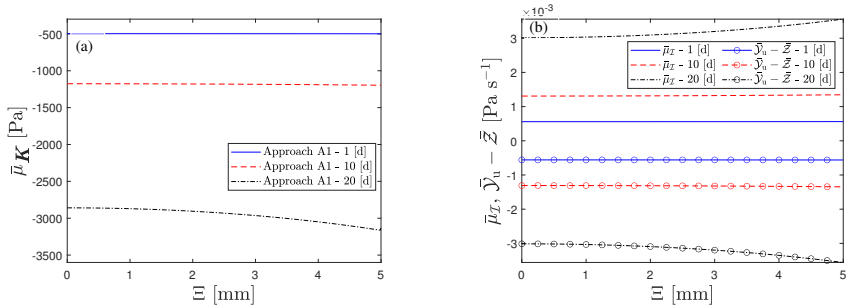 (a)
-500
-1000
-1500
-2000
-2500
-3000
-3500
μ̄_K [Pa]
Approach A1 - 1 [d]
Approach A1 - 10 [d]
Approach A1 - 20 [d]
0 1 2 3 4 5
Ξ [mm]
×10⁻³
(b)
3
2
1
0
-1
-2
-3
μ̄_ℐ, 𝒴̄_u − 𝒵̄ [Pa s⁻¹]
μ̄_ℐ - 1 [d] 𝒴̄_u − 𝒵̄ - 1 [d]
μ̄_ℐ - 10 [d] 𝒴̄_u − 𝒵̄ - 10 [d]
μ̄_ℐ - 20 [d] 𝒴̄_u − 𝒵̄ - 20 [d]
0 1 2 3 4 5
Ξ [mm]